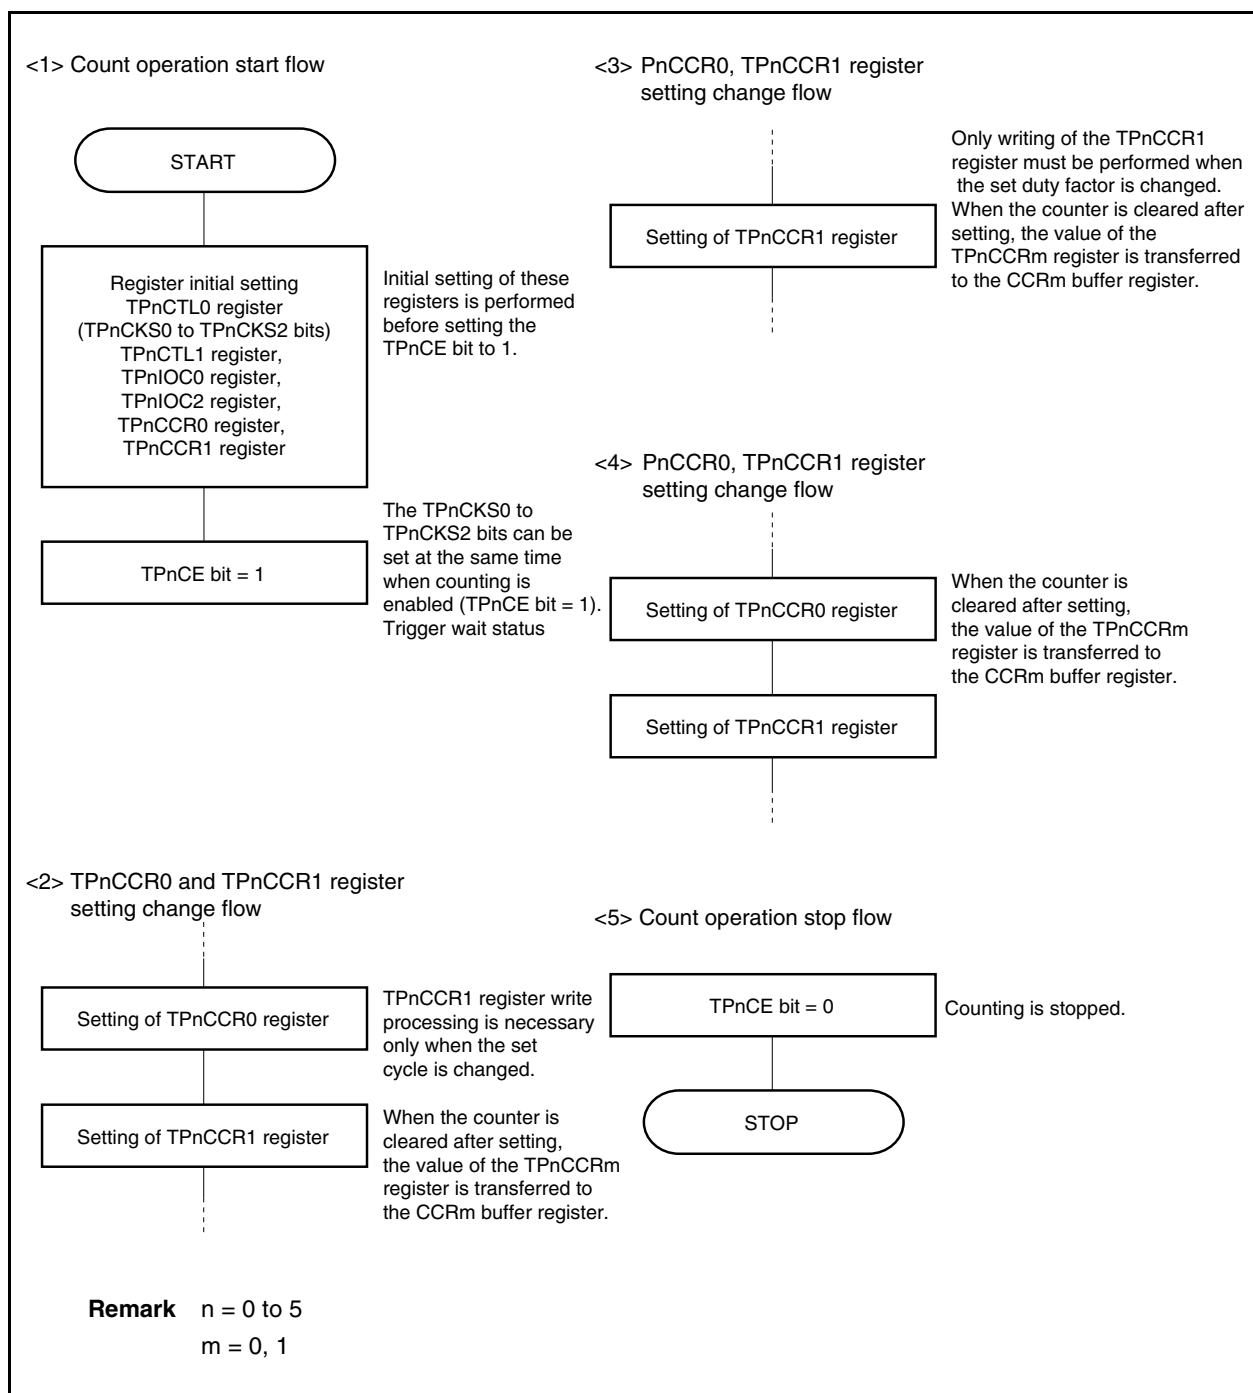 <1> Count operation start flow
START
Register initial setting
TPnCTL0 register
(TPnCKS0 to TPnCKS2 bits)
TPnCTL1 register,
TPnIOC0 register,
TPnIOC2 register,
TPnCCR0 register,
TPnCCR1 register
Initial setting of these
registers is performed
before setting the
TPnCE bit to 1.
TPnCE bit = 1
The TPnCKS0 to
TPnCKS2 bits can be
set at the same time
when counting is
enabled (TPnCE bit = 1).
Trigger wait status
<2> TPnCCR0 and TPnCCR1 register
setting change flow
Setting of TPnCCR0 register
TPnCCR1 register write
processing is necessary
only when the set
cycle is changed.
Setting of TPnCCR1 register
When the counter is
cleared after setting,
the value of the TPnCCRm
register is transferred to
the CCRm buffer register.
<3> PnCCR0, TPnCCR1 register
setting change flow
Setting of TPnCCR1 register
Only writing of the TPnCCR1
register must be performed when
the set duty factor is changed.
When the counter is cleared after
setting, the value of the
TPnCCRm register is transferred
to the CCRm buffer register.
<4> PnCCR0, TPnCCR1 register
setting change flow
Setting of TPnCCR0 register
When the counter is
cleared after setting,
the value of the TPnCCRm
register is transferred to
the CCRm buffer register.
Setting of TPnCCR1 register
<5> Count operation stop flow
TPnCE bit = 0
Counting is stopped.
STOP
Remark n = 0 to 5
m = 0, 1